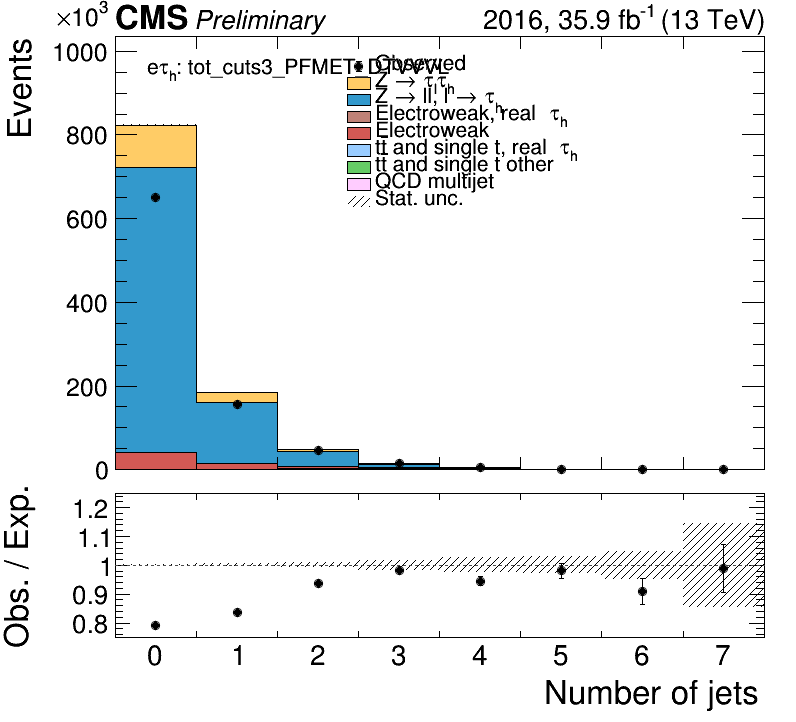 ×10³ CMS Preliminary 2016, 35.9 fb⁻¹ (13 TeV)
Events
1000
800
600
400
200
0
eτₕ: tot_cuts3_PFMET
Observed
Z → τ τₕ
Z → ll, l → τₕ
Electroweak, real τₕ
Electroweak
tt̄ and single t, real τₕ
tt̄ and single t other
QCD multijet
Stat. unc.
Obs. / Exp.
1.2
1.1
1
0.9
0.8
0 1 2 3 4 5 6 7
Number of jets